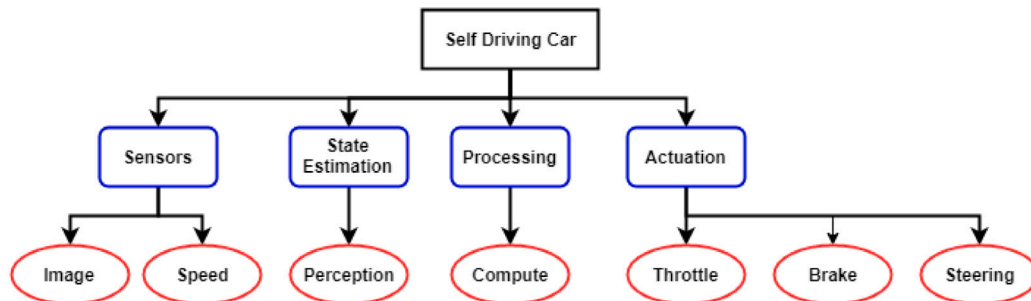 Self Driving Car
Sensors
State
Estimation
Processing
Actuation
Image
Speed
Perception
Compute
Throttle
Brake
Steering